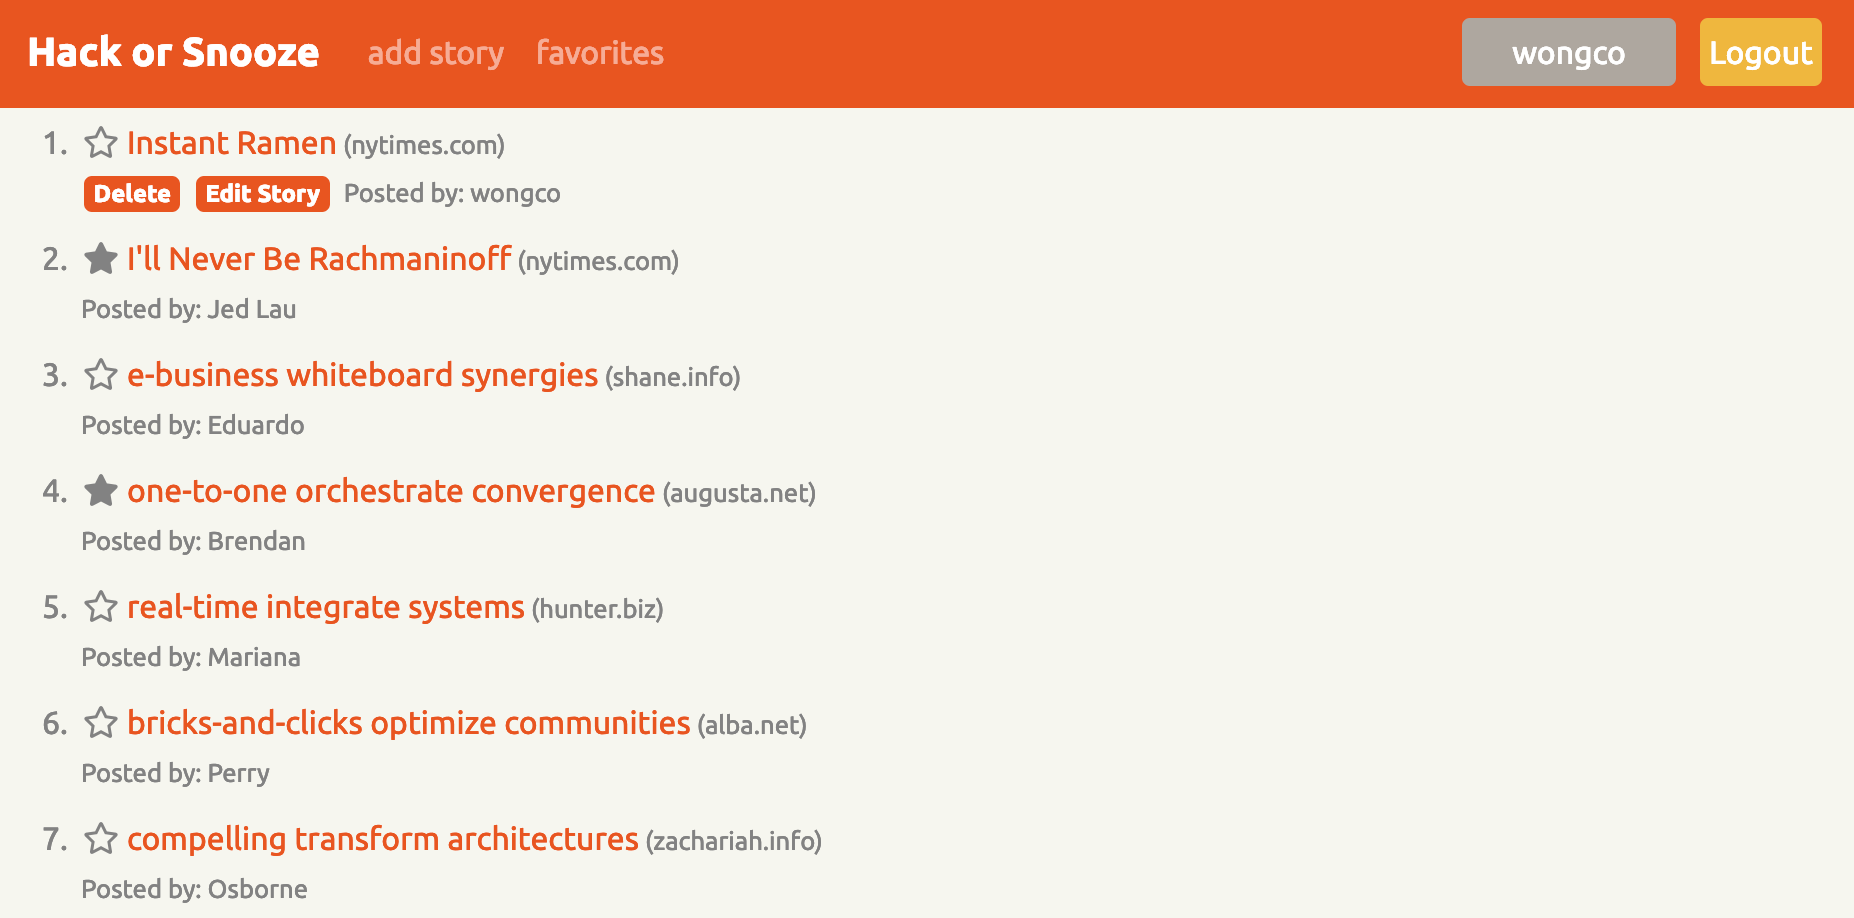 Hack or Snooze add story favorites wongco Logout
1. Instant Ramen (nytimes.com)
Delete Edit Story Posted by: wongco
2. I'll Never Be Rachmaninoff (nytimes.com)
Posted by: Jed Lau
3. e-business whiteboard synergies (shane.info)
Posted by: Eduardo
4. one-to-one orchestrate convergence (augusta.net)
Posted by: Brendan
5. real-time integrate systems (hunter.biz)
Posted by: Mariana
6. bricks-and-clicks optimize communities (alba.net)
Posted by: Perry
7. compelling transform architectures (zachariah.info)
Posted by: Osborne